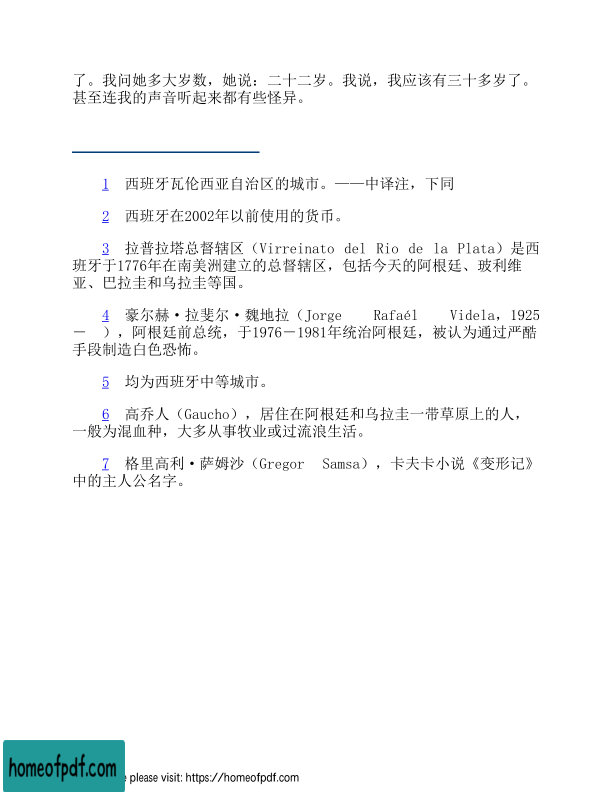 了。我问她多大岁数，她说：二十二岁。我说，我应该有三十多岁了。
甚至连我的声音听起来都有些怪异。
1 西班牙瓦伦西亚自治区的城市。——中译注，下同
2 西班牙在2002年以前使用的货币。
3 拉普拉塔总督辖区（Virreinato del Rio de la Plata）是西
班牙于1776年在南美洲建立的总督辖区，包括今天的阿根廷、玻利维
亚、巴拉圭和乌拉圭等国。
4 豪尔赫·拉斐尔·魏地拉（Jorge Rafaél Videla，1925
－ ），阿根廷前总统，于1976－1981年统治阿根廷，被认为通过严酷
手段制造白色恐怖。
5 均为西班牙中等城市。
6 高乔人（Gaucho），居住在阿根廷和乌拉圭一带草原上的人，
一般为混血种，大多从事牧业或过流浪生活。
7 格里高利·萨姆沙（Gregor Samsa），卡夫卡小说《变形记》
中的主人公名字。
homeofpdf.com
e please visit: https://homeofpdf.com